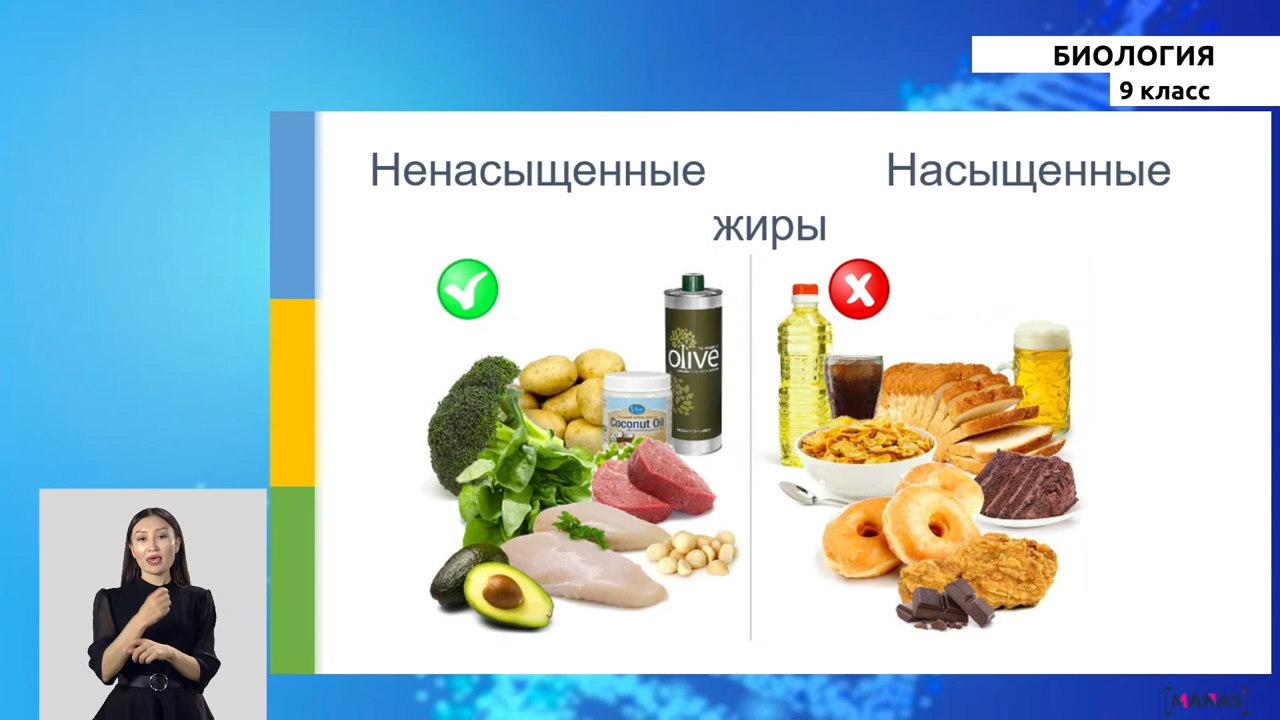 БИОЛОГИЯ
9 класс
Ненасыщенные Насыщенные
жиры
olive
Coconut Oil
MANAS